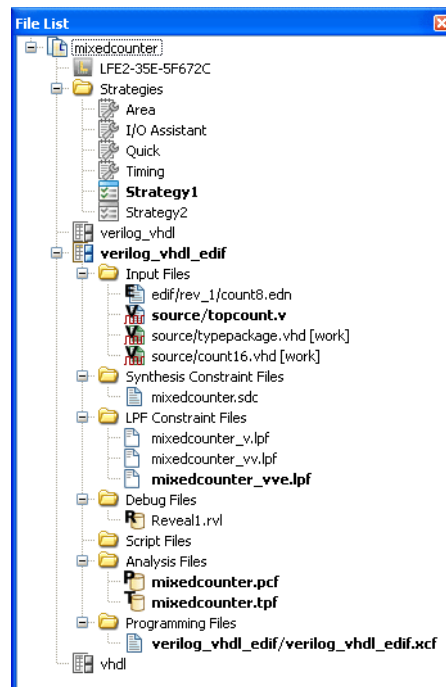 File List
mixedcounter
LFE2-35E-5F672C
Strategies
Area
I/O Assistant
Quick
Timing
Strategy1
Strategy2
verilog_vhdl
verilog_vhdl_edif
Input Files
edif/rev_1/count8.edn
source/topcount.v
source/typepackage.vhd [work]
source/count16.vhd [work]
Synthesis Constraint Files
mixedcounter.sdc
LPF Constraint Files
mixedcounter_v.lpf
mixedcounter_vv.lpf
mixedcounter_vve.lpf
Debug Files
Reveal1.rvl
Script Files
Analysis Files
mixedcounter.pcf
mixedcounter.tpf
Programming Files
verilog_vhdl_edif/verilog_vhdl_edif.xcf
vhdl